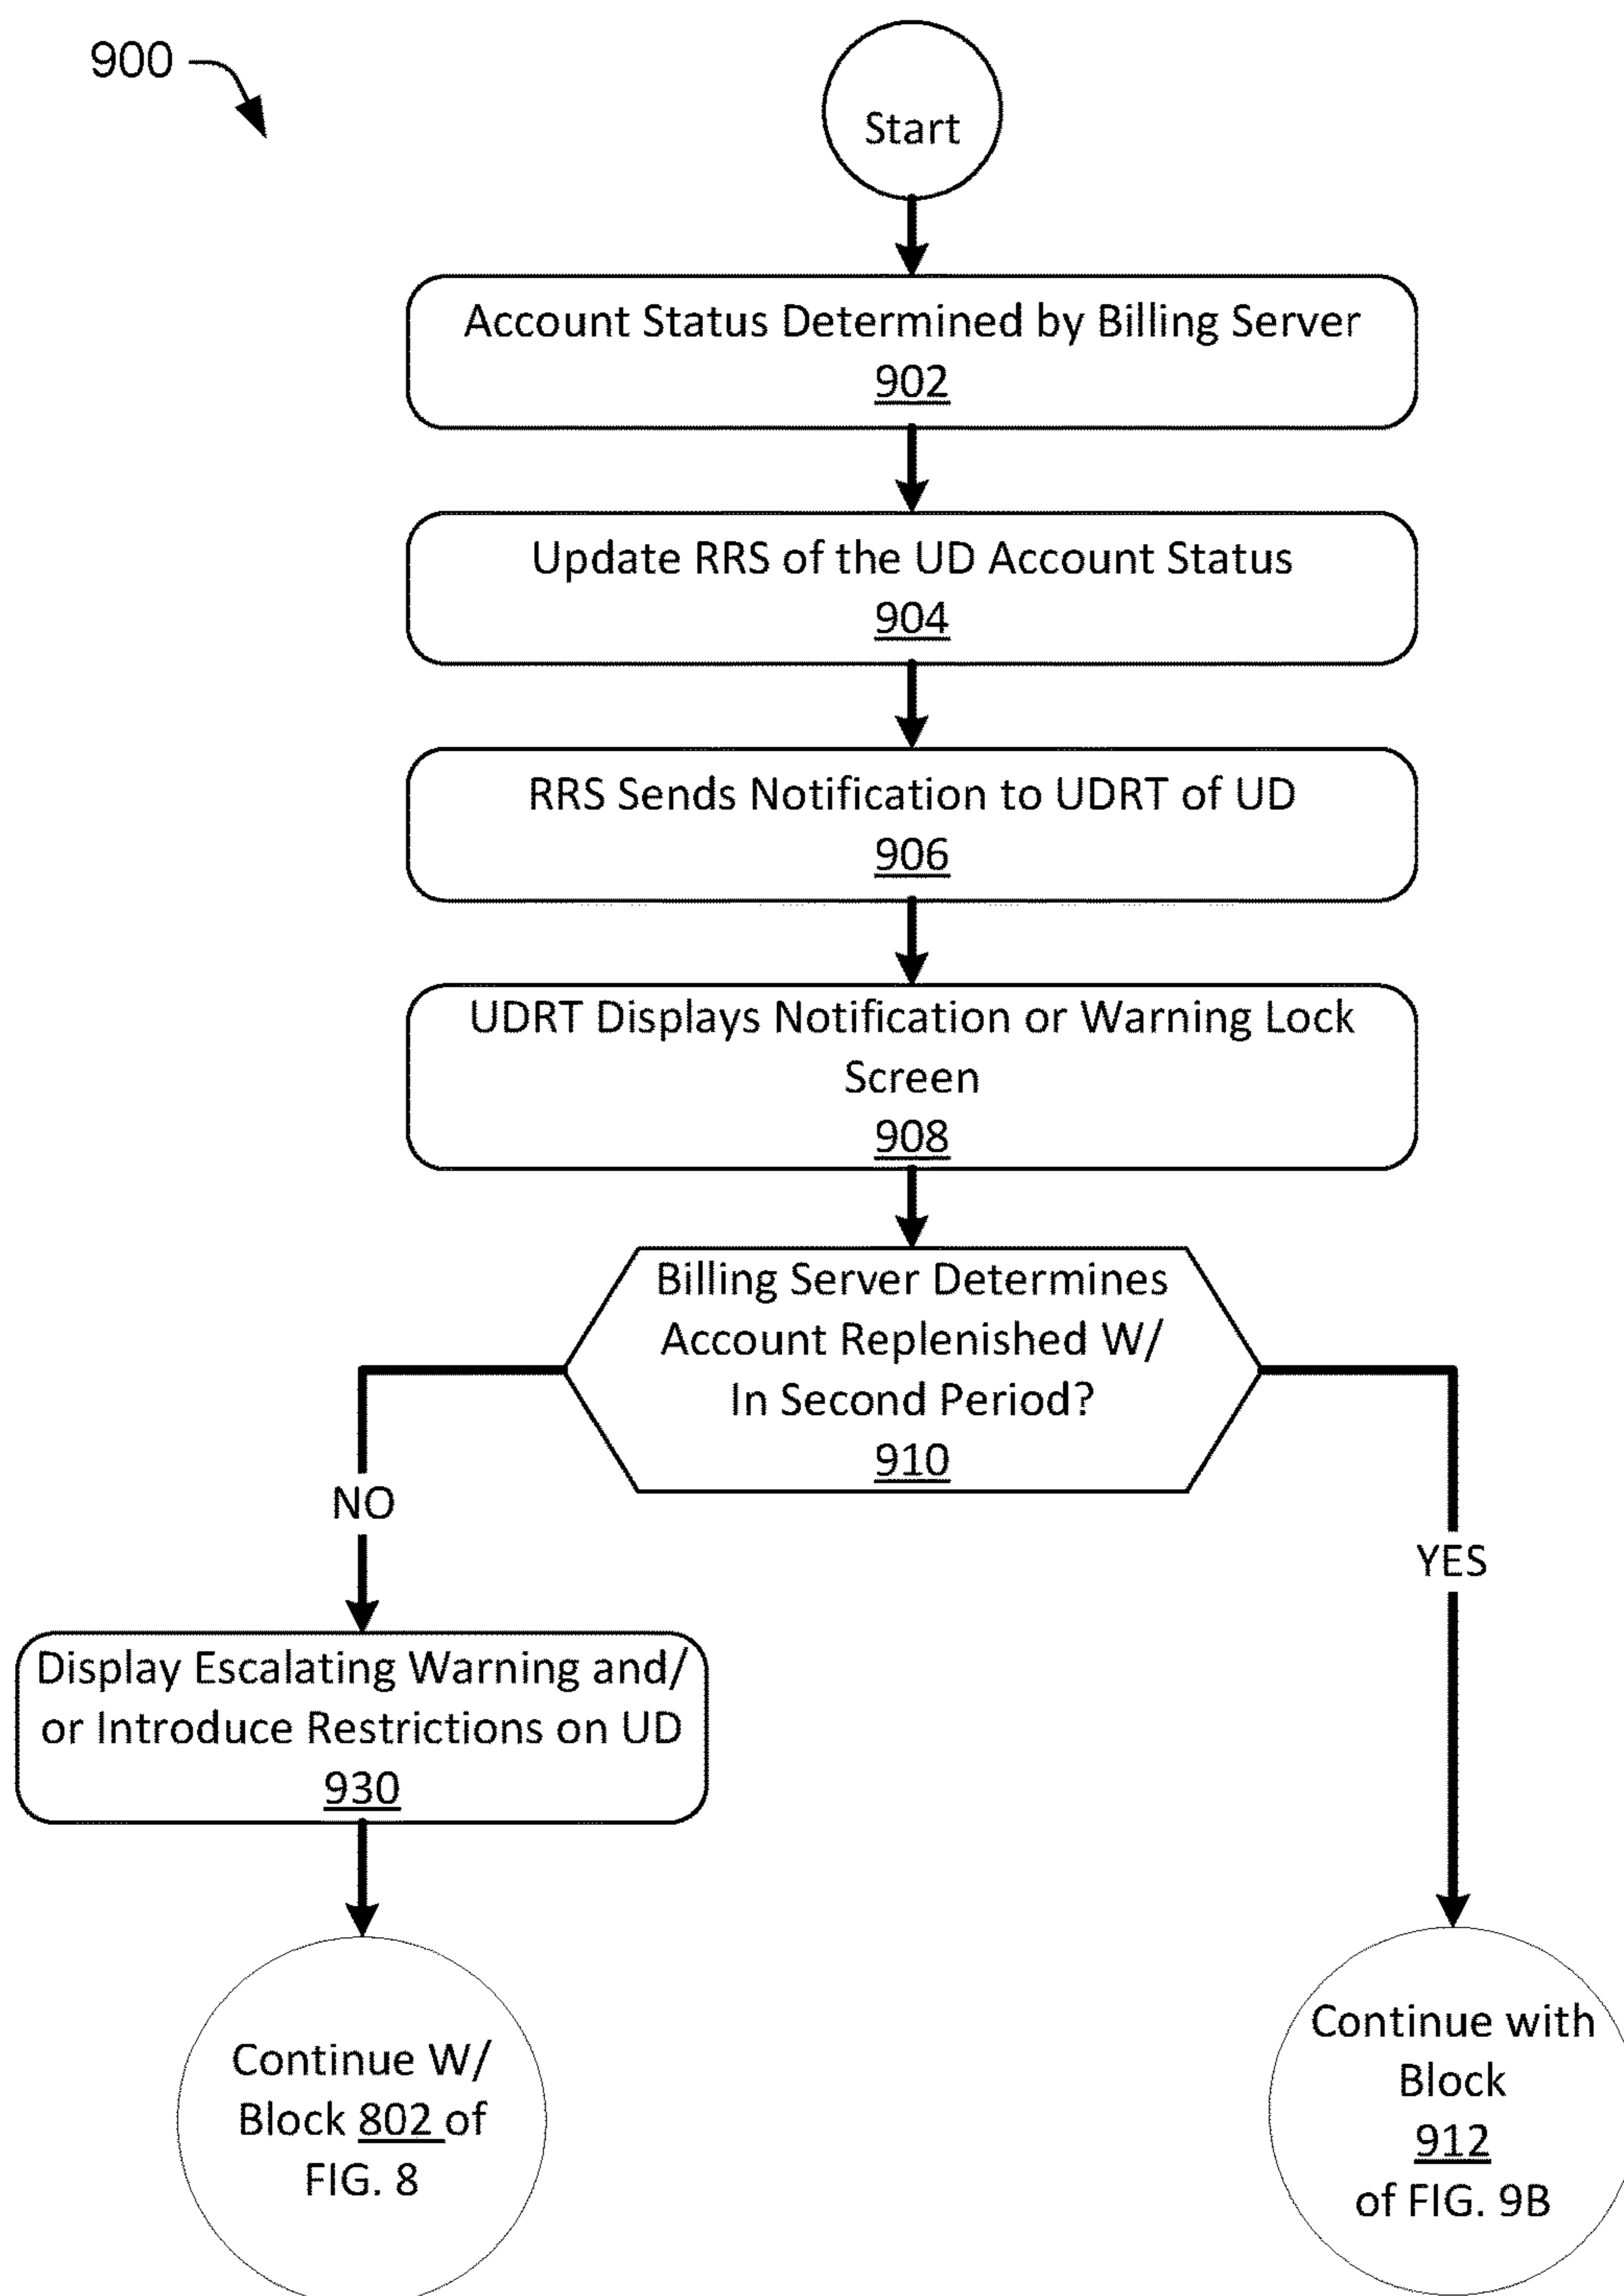 900
Start
Account Status Determined by Billing Server
902
Update RRS of the UD Account Status
904
RRS Sends Notification to UDRT of UD
906
UDRT Displays Notification or Warning Lock
Screen
908
Billing Server Determines
Account Replenished W/
In Second Period?
910
NO
YES
Display Escalating Warning and/
or Introduce Restrictions on UD
930
Continue W/
Block 802 of
FIG. 8
Continue with
Block
912
of FIG. 9B